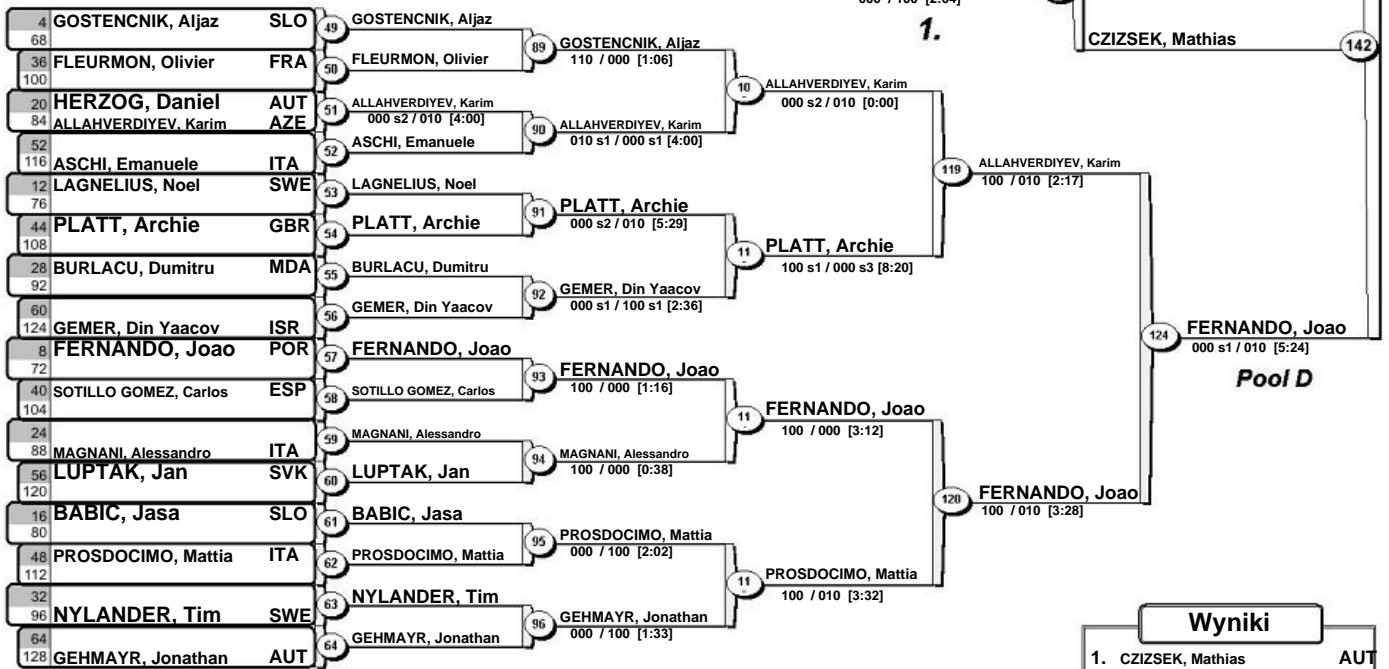 000 / 100 [2:04]
1.
CZIZSEK, Mathias
142
4 GOSTENCNIK, Aljaz SLO
68
36 FLEURMON, Olivier FRA
100
20 HERZOG, Daniel AUT
84 ALLAHVERDIYEV, Karim AZE
52
116 ASCHI, Emanuele ITA
12 LAGNELIUS, Noel SWE
76
44 PLATT, Archie GBR
108
28 BURLACU, Dumitru MDA
92
60
124 GEMER, Din Yaacov ISR
8 FERNANDO, Joao POR
72
40 SOTILLO GOMEZ, Carlos ESP
104
24
88 MAGNANI, Alessandro ITA
56 LUPTAK, Jan SVK
120
16 BABIC, Jasa SLO
80
48 PROSDOCIMO, Mattia ITA
112
32
96 NYLANDER, Tim SWE
64
128 GEHMAYR, Jonathan AUT
49 GOSTENCNIK, Aljaz
50 FLEURMON, Olivier
51 ALLAHVERDIYEV, Karim
000 s2 / 010 [4:00]
52 ASCHI, Emanuele
53 LAGNELIUS, Noel
54 PLATT, Archie
55 BURLACU, Dumitru
56 GEMER, Din Yaacov
57 FERNANDO, Joao
58 SOTILLO GOMEZ, Carlos
59 MAGNANI, Alessandro
60 LUPTAK, Jan
61 BABIC, Jasa
62 PROSDOCIMO, Mattia
63 NYLANDER, Tim
64 GEHMAYR, Jonathan
89 GOSTENCNIK, Aljaz
110 / 000 [1:06]
90 ALLAHVERDIYEV, Karim
010 s1 / 000 s1 [4:00]
91 PLATT, Archie
000 s2 / 010 [5:29]
92 GEMER, Din Yaacov
000 s1 / 100 s1 [2:36]
93 FERNANDO, Joao
100 / 000 [1:16]
94 MAGNANI, Alessandro
100 / 000 [0:38]
95 PROSDOCIMO, Mattia
000 / 100 [2:02]
96 GEHMAYR, Jonathan
000 / 100 [1:33]
10 ALLAHVERDIYEV, Karim
000 s2 / 010 [0:00]
11 PLATT, Archie
100 s1 / 000 s3 [8:20]
11 FERNANDO, Joao
100 / 000 [3:12]
11 PROSDOCIMO, Mattia
100 / 010 [3:32]
119 ALLAHVERDIYEV, Karim
100 / 010 [2:17]
120 FERNANDO, Joao
100 / 010 [3:28]
124 FERNANDO, Joao
000 s1 / 010 [5:24]
Pool D
Wyniki
1. CZIZSEK, Mathias AUT